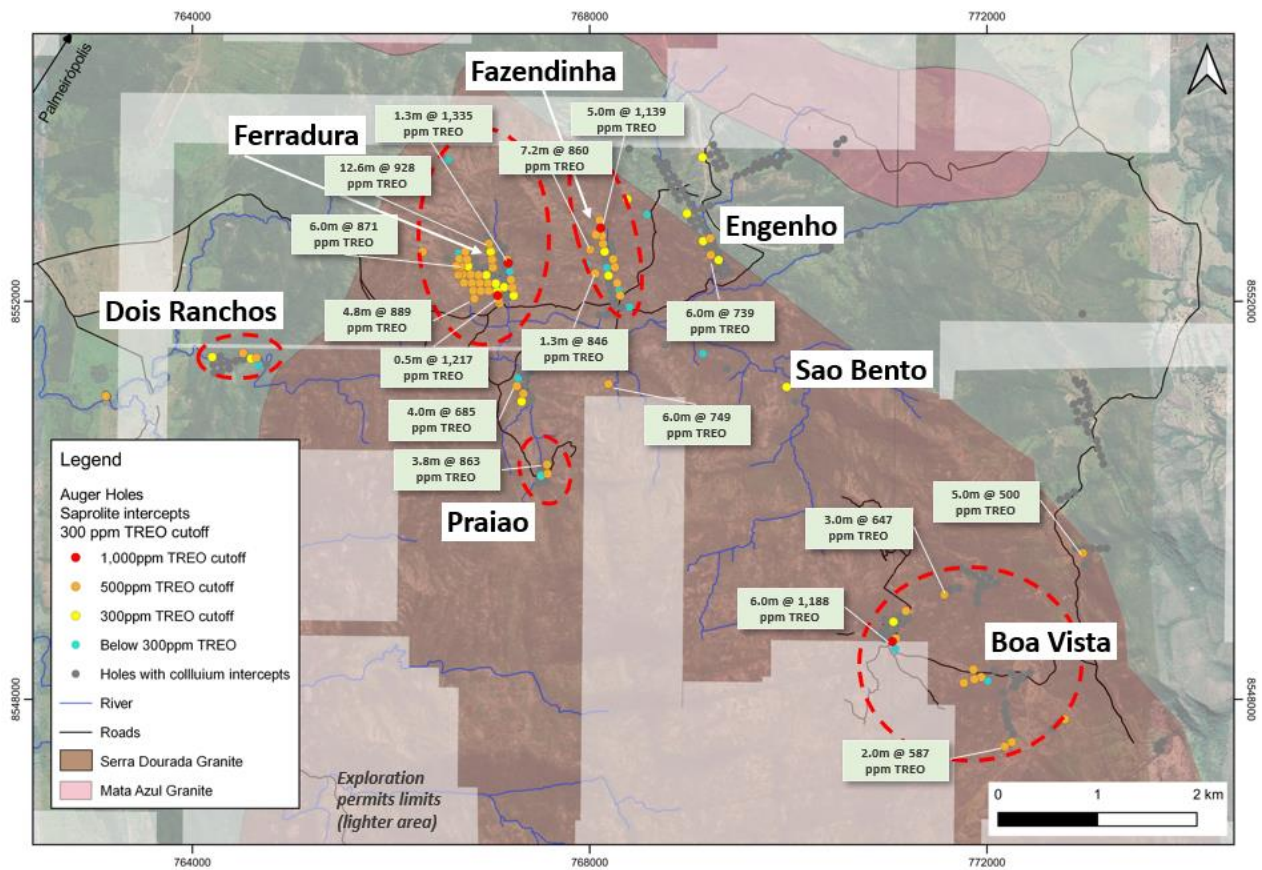 764000
768000
772000
Palmeirópolis
Fazendinha
1.3m @ 1,335
ppm TREO
5.0m @ 1,139
ppm TREO
Ferradura
7.2m @ 860
ppm TREO
12.6m @ 928
ppm TREO
6.0m @ 871
ppm TREO
Engenho
8552000
8552000
Dois Ranchos
4.8m @ 889
ppm TREO
6.0m @ 739
ppm TREO
1.3m @ 846
ppm TREO
0.5m @ 1,217
ppm TREO
Sao Bento
4.0m @ 685
ppm TREO
6.0m @ 749
ppm TREO
3.8m @ 863
ppm TREO
Praiao
5.0m @ 500
ppm TREO
3.0m @ 647
ppm TREO
6.0m @ 1,188
ppm TREO
Boa Vista
8548000
8548000
2.0m @ 587
ppm TREO
Legend
Auger Holes
Saprolite intercepts
300 ppm TREO cutoff
1,000ppm TREO cutoff
500ppm TREO cutoff
300ppm TREO cutoff
Below 300ppm TREO
Holes with collluium intercepts
River
Roads
Serra Dourada Granite
Mata Azul Granite
Exploration
permits limits
(lighter area)
0
1
2 km
764000
768000
772000